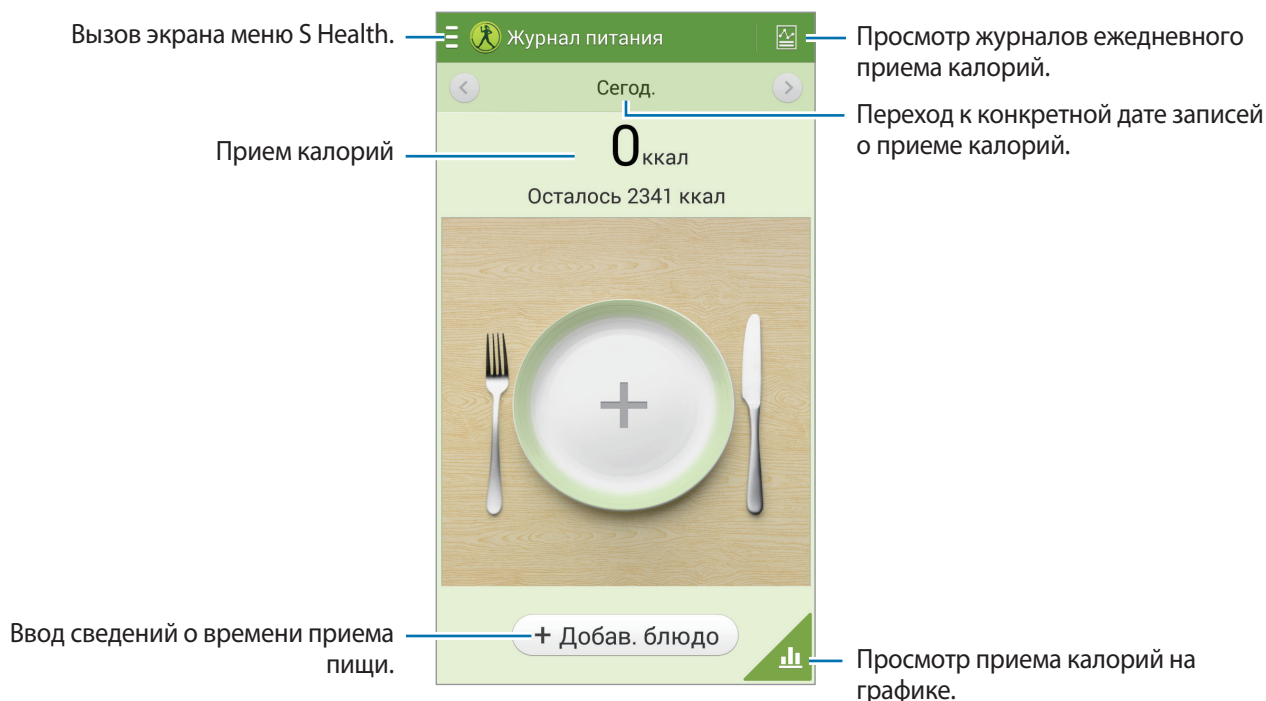 Вызов экрана меню S Health.
Журнал питания
Просмотр журналов ежедневного
приема калорий.
Сегод.
Переход к конкретной дате записей
о приеме калорий.
Прием калорий
0ккал
Осталось 2341 ккал
Ввод сведений о времени приема
пищи.
+ Добав. блюдо
Просмотр приема калорий на
графике.